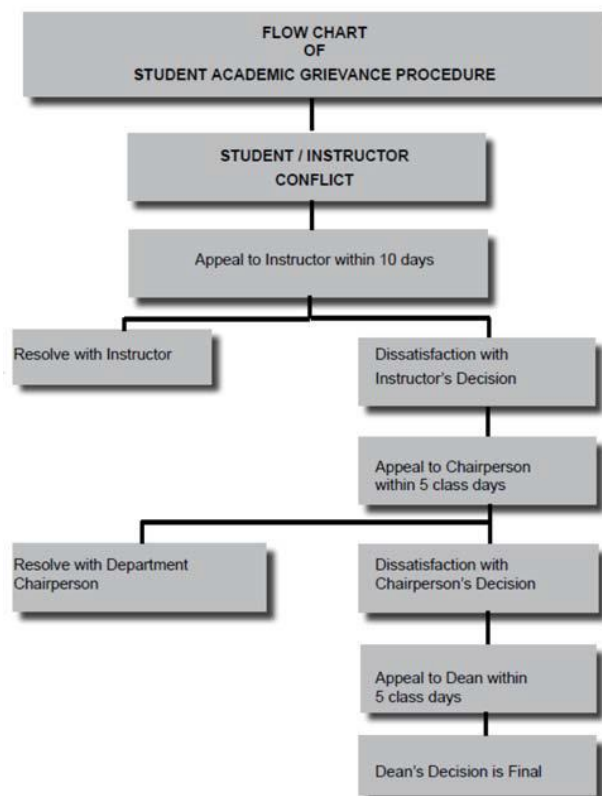 FLOW CHART
OF
STUDENT ACADEMIC GRIEVANCE PROCEDURE
STUDENT / INSTRUCTOR
CONFLICT
Appeal to Instructor within 10 days
Resolve with Instructor
Dissatisfaction with
Instructor’s Decision
Appeal to Chairperson
within 5 class days
Resolve with Department
Chairperson
Dissatisfaction with
Chairperson’s Decision
Appeal to Dean within
5 class days
Dean’s Decision is Final